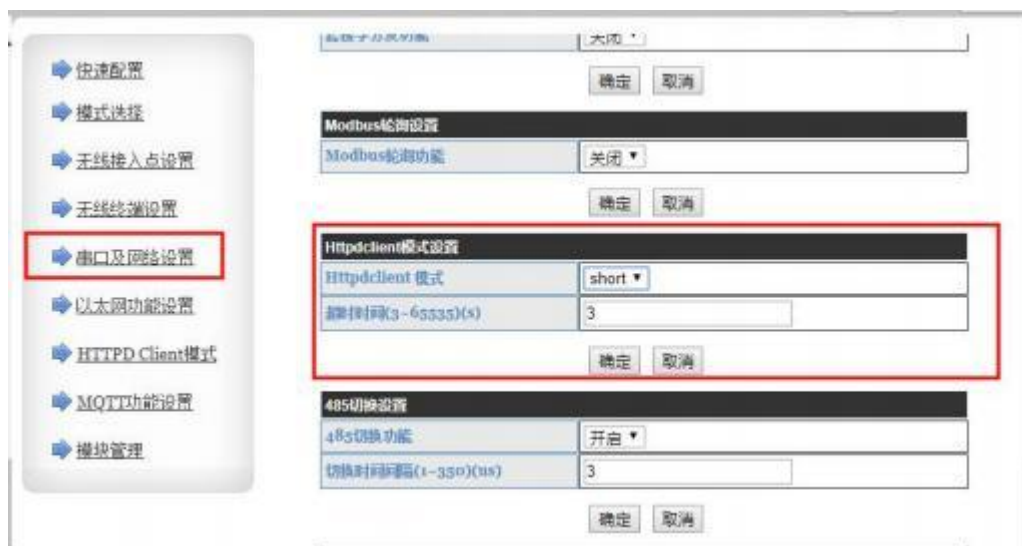 快速配置
模式选择
无线接入点设置
无线终端设置
串口及网络设置
以太网功能设置
HTTPD Client模式
MQTT功能设置
模块管理
关闭
确定 取消
Modbus轮询设置
Modbus轮询功能 关闭
确定 取消
Httpdclient模式设置
Httpdclient 模式 short
超时时间(3~65535)(s) 3
确定 取消
485切换设置
485切换功能 开启
切换时间间隔(1~350)(us) 3
确定 取消